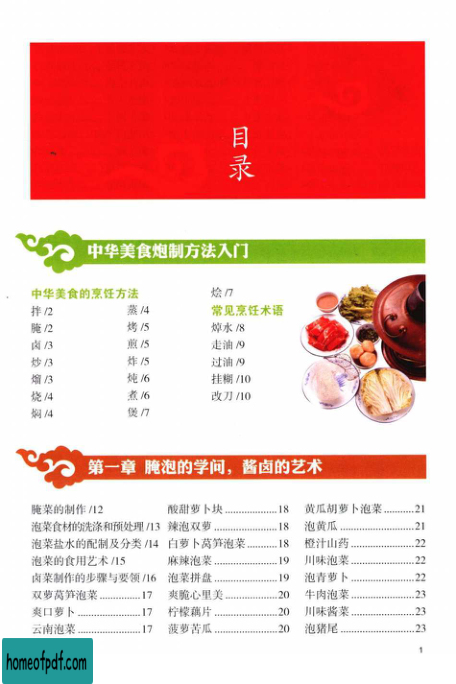 目录
中华美食炮制方法入门
中华美食的烹饪方法
拌 /2
腌 /2
卤 /3
炒 /3
熘 /3
烧 /4
焖 /4
蒸 /4
烤 /5
煎 /5
炸 /5
炖 /6
煮 /6
煲 /7
烩 /7
常见烹饪术语
焯水 /8
走油 /9
过油 /9
挂糊 /10
改刀 /10
第一章 腌泡的学问，酱卤的艺术
腌菜的制作 /12
泡菜食材的洗涤和预处理 /13
泡菜盐水的配制及分类 /14
泡菜的食用艺术 /15
卤菜制作的步骤与要领 /16
双萝莴笋泡菜 ............... 17
爽口萝卜 ............... 17
云南泡菜 ............... 17
酸甜萝卜块 ............... 18
辣泡双萝 ............... 18
白萝卜莴笋泡菜 ............... 18
麻辣泡菜 ............... 19
泡菜拼盘 ............... 19
爽脆心里美 ............... 20
柠檬藕片 ............... 20
菠萝苦瓜 ............... 20
黄瓜胡萝卜泡菜 ............... 21
泡黄瓜 ............... 21
橙汁山药 ............... 22
川味泡菜 ............... 22
泡青萝卜 ............... 22
牛肉泡菜 ............... 23
川味酱菜 ............... 23
泡猪尾 ............... 23
1
homeofpdf.com